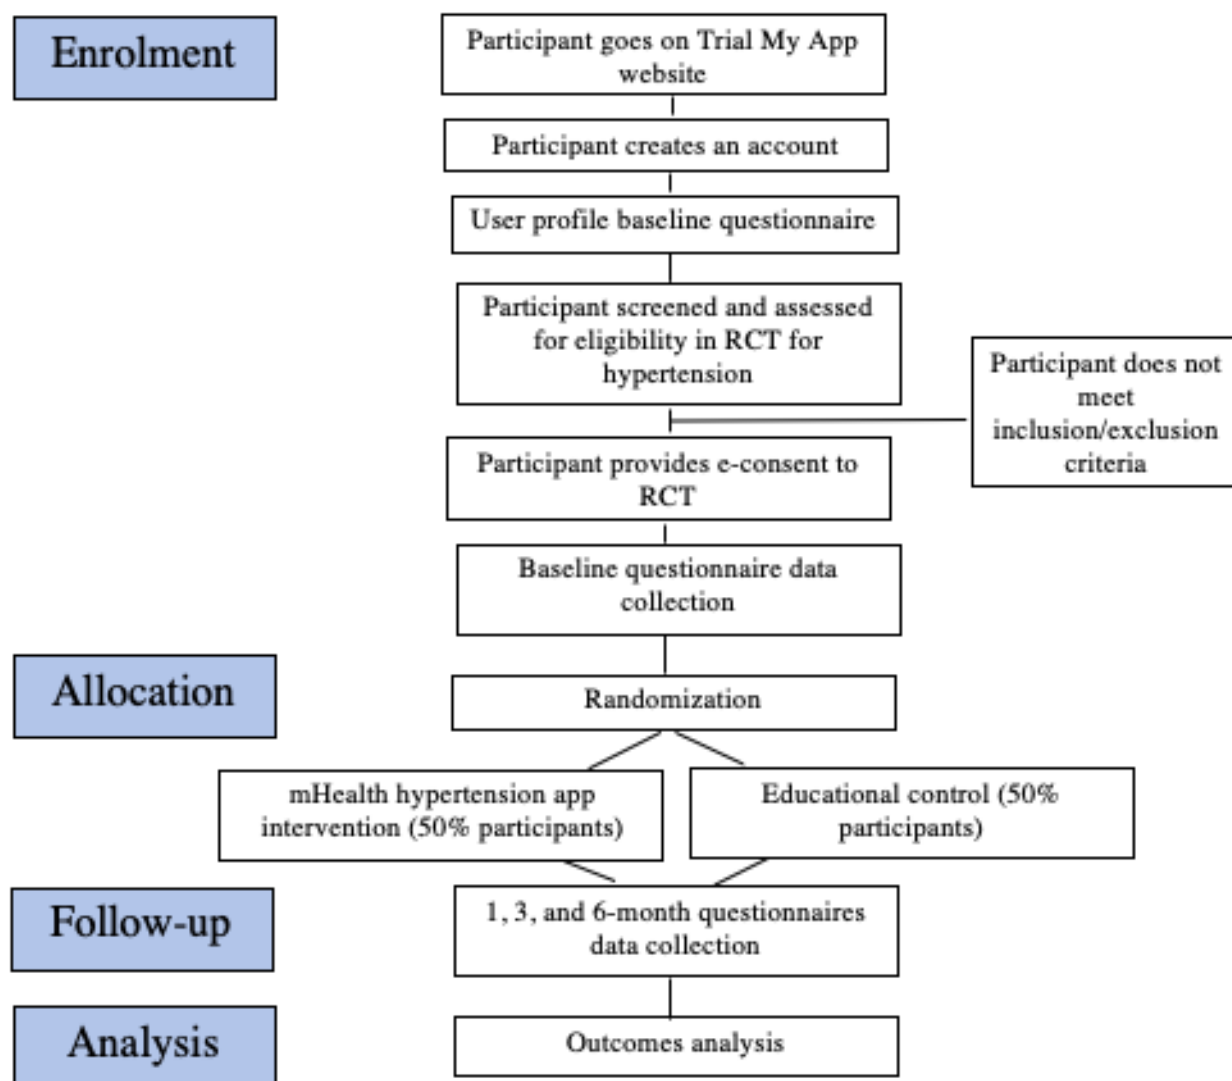 Enrolment
Participant goes on Trial My App
website
Participant creates an account
User profile baseline questionnaire
Participant screened and assessed
for eligibility in RCT for
hypertension
Participant does not
meet
inclusion/exclusion
criteria
Participant provides e-consent to
RCT
Baseline questionnaire data
collection
Allocation
Randomization
mHealth hypertension app
intervention (50% participants)
Educational control (50%
participants)
Follow-up
1, 3, and 6-month questionnaires
data collection
Analysis
Outcomes analysis